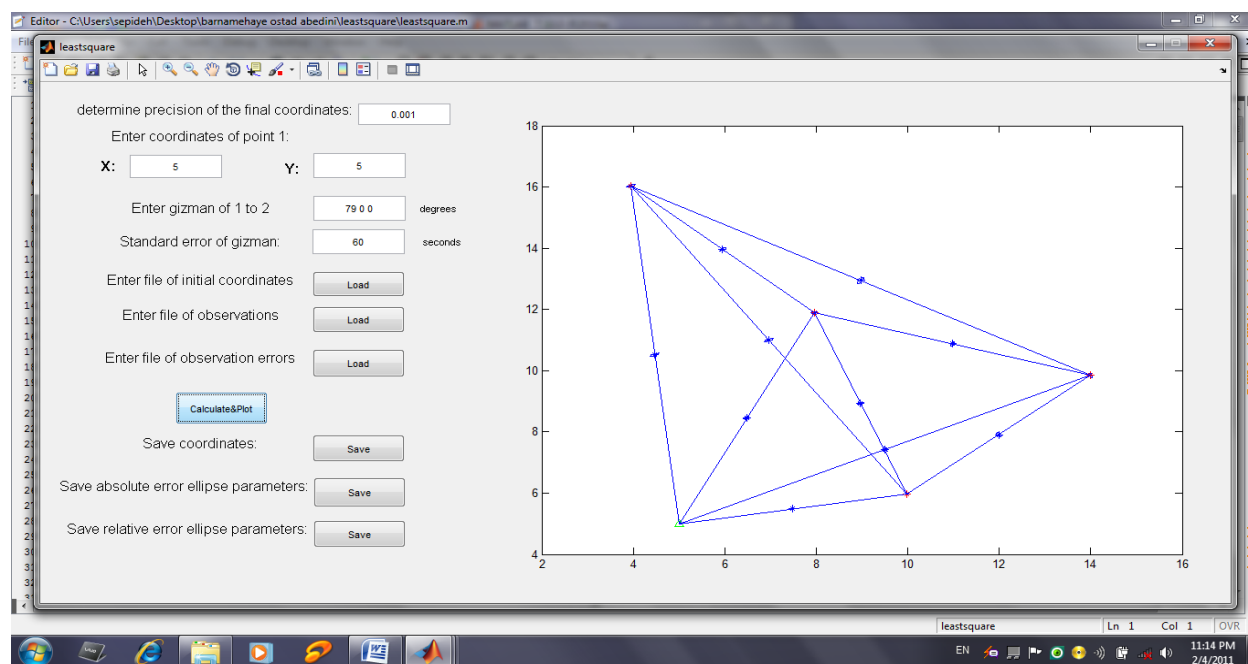 Editor - C:\Users\sepideh\Desktop\barnamehaye ostad abedini\leastsquare\leastsquare.m
leastsquare
determine precision of the final coordinates: 0.001
Enter coordinates of point 1:
X: 5 Y: 5
Enter gizman of 1 to 2 79 0 0 degrees
Standard error of gizman: 60 seconds
Enter file of initial coordinates Load
Enter file of observations Load
Enter file of observation errors Load
Calculate&Plot
Save coordinates: Save
Save absolute error ellipse parameters: Save
Save relative error ellipse parameters: Save
18
16
14
12
10
8
6
4
2 4 6 8 10 12 14 16
leastsquare Ln 1 Col 1 OVR
EN 11:14 PM
2/4/2011